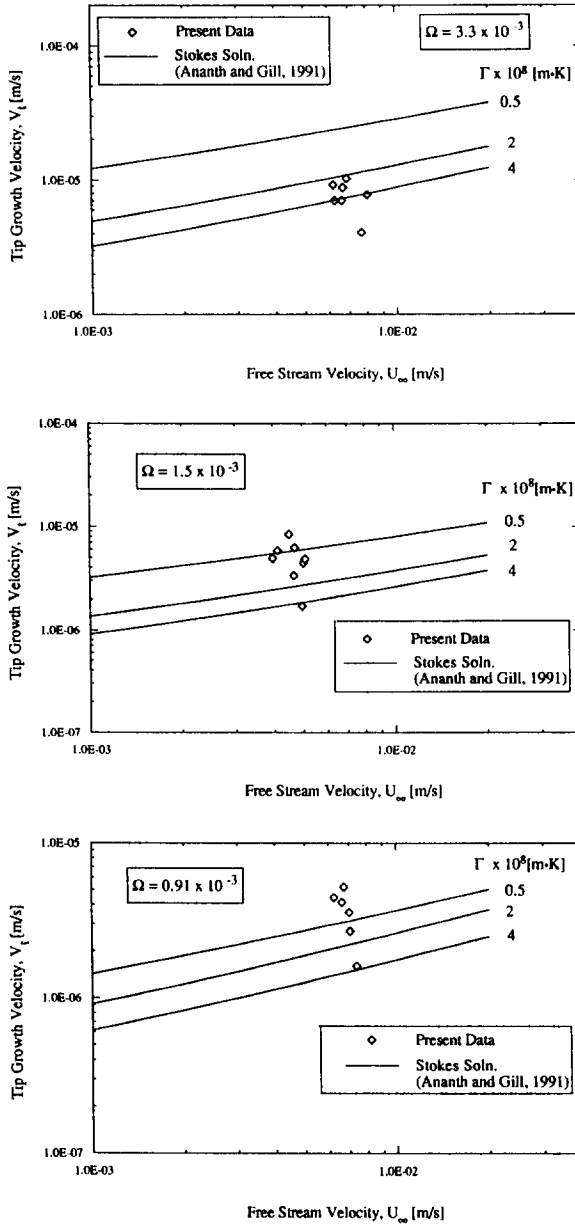 1.0E-04
Present Data
Stokes Soln.
(Ananth and Gill, 1991)
Ω = 3.3 x 10 -3
Γ x 10 8 [m·K]
0.5
2
4
1.0E-05
1.0E-06
Tip Growth Velocity, Vt [m/s]
1.0E-03
1.0E-02
Free Stream Velocity, U∞ [m/s]
1.0E-04
Ω = 1.5 x 10 -3
Γ x 10 8 [m·K]
0.5
2
4
1.0E-05
1.0E-06
Present Data
Stokes Soln.
(Ananth and Gill, 1991)
1.0E-07
Tip Growth Velocity, Vt [m/s]
1.0E-03
1.0E-02
Free Stream Velocity, U∞ [m/s]
1.0E-05
Γ x 10 8 [m·K]
Ω = 0.91 x 10 -3
0.5
2
4
1.0E-06
Present Data
Stokes Soln.
(Ananth and Gill, 1991)
1.0E-07
Tip Growth Velocity, Vt [m/s]
1.0E-03
1.0E-02
Free Stream Velocity, U∞ [m/s]